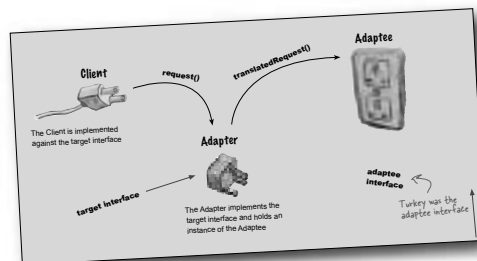 Client
request()
translatedRequest()
Adaptee
The Client is implemented
against the target interface
Adapter
target interface
The Adapter implements the
target interface and holds an
instance of the Adaptee
adaptee
interface
Turkey was the
adaptee interface